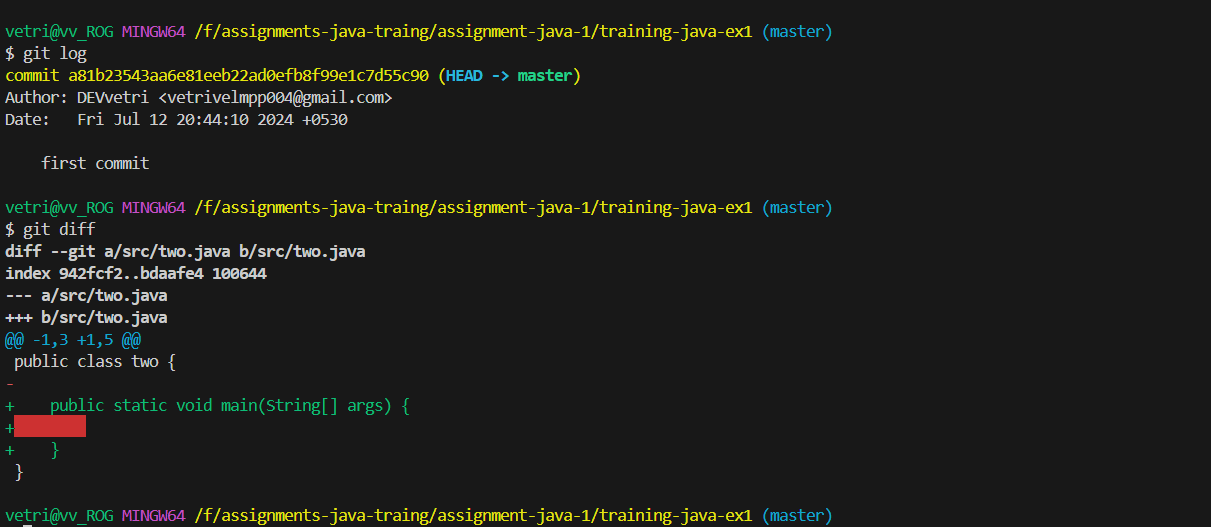 vetri@vv_ROG MINGW64 /f/assignments-java-traing/assignment-java-1/training-java-ex1 (master)
$ git log
commit a81b23543aa6e81eeb22ad0efb8f99e1c7d55c90 (HEAD -> master)
Author: DEVvetri <vetrivelmpp004@gmail.com>
Date:   Fri Jul 12 20:44:10 2024 +0530

    first commit

vetri@vv_ROG MINGW64 /f/assignments-java-traing/assignment-java-1/training-java-ex1 (master)
$ git diff
diff --git a/src/two.java b/src/two.java
index 942fcf2..bdaafe4 100644
--- a/src/two.java
+++ b/src/two.java
@@ -1,3 +1,5 @@
 public class two {
-
+    public static void main(String[] args) {
+
+    }
 }

vetri@vv_ROG MINGW64 /f/assignments-java-traing/assignment-java-1/training-java-ex1 (master)